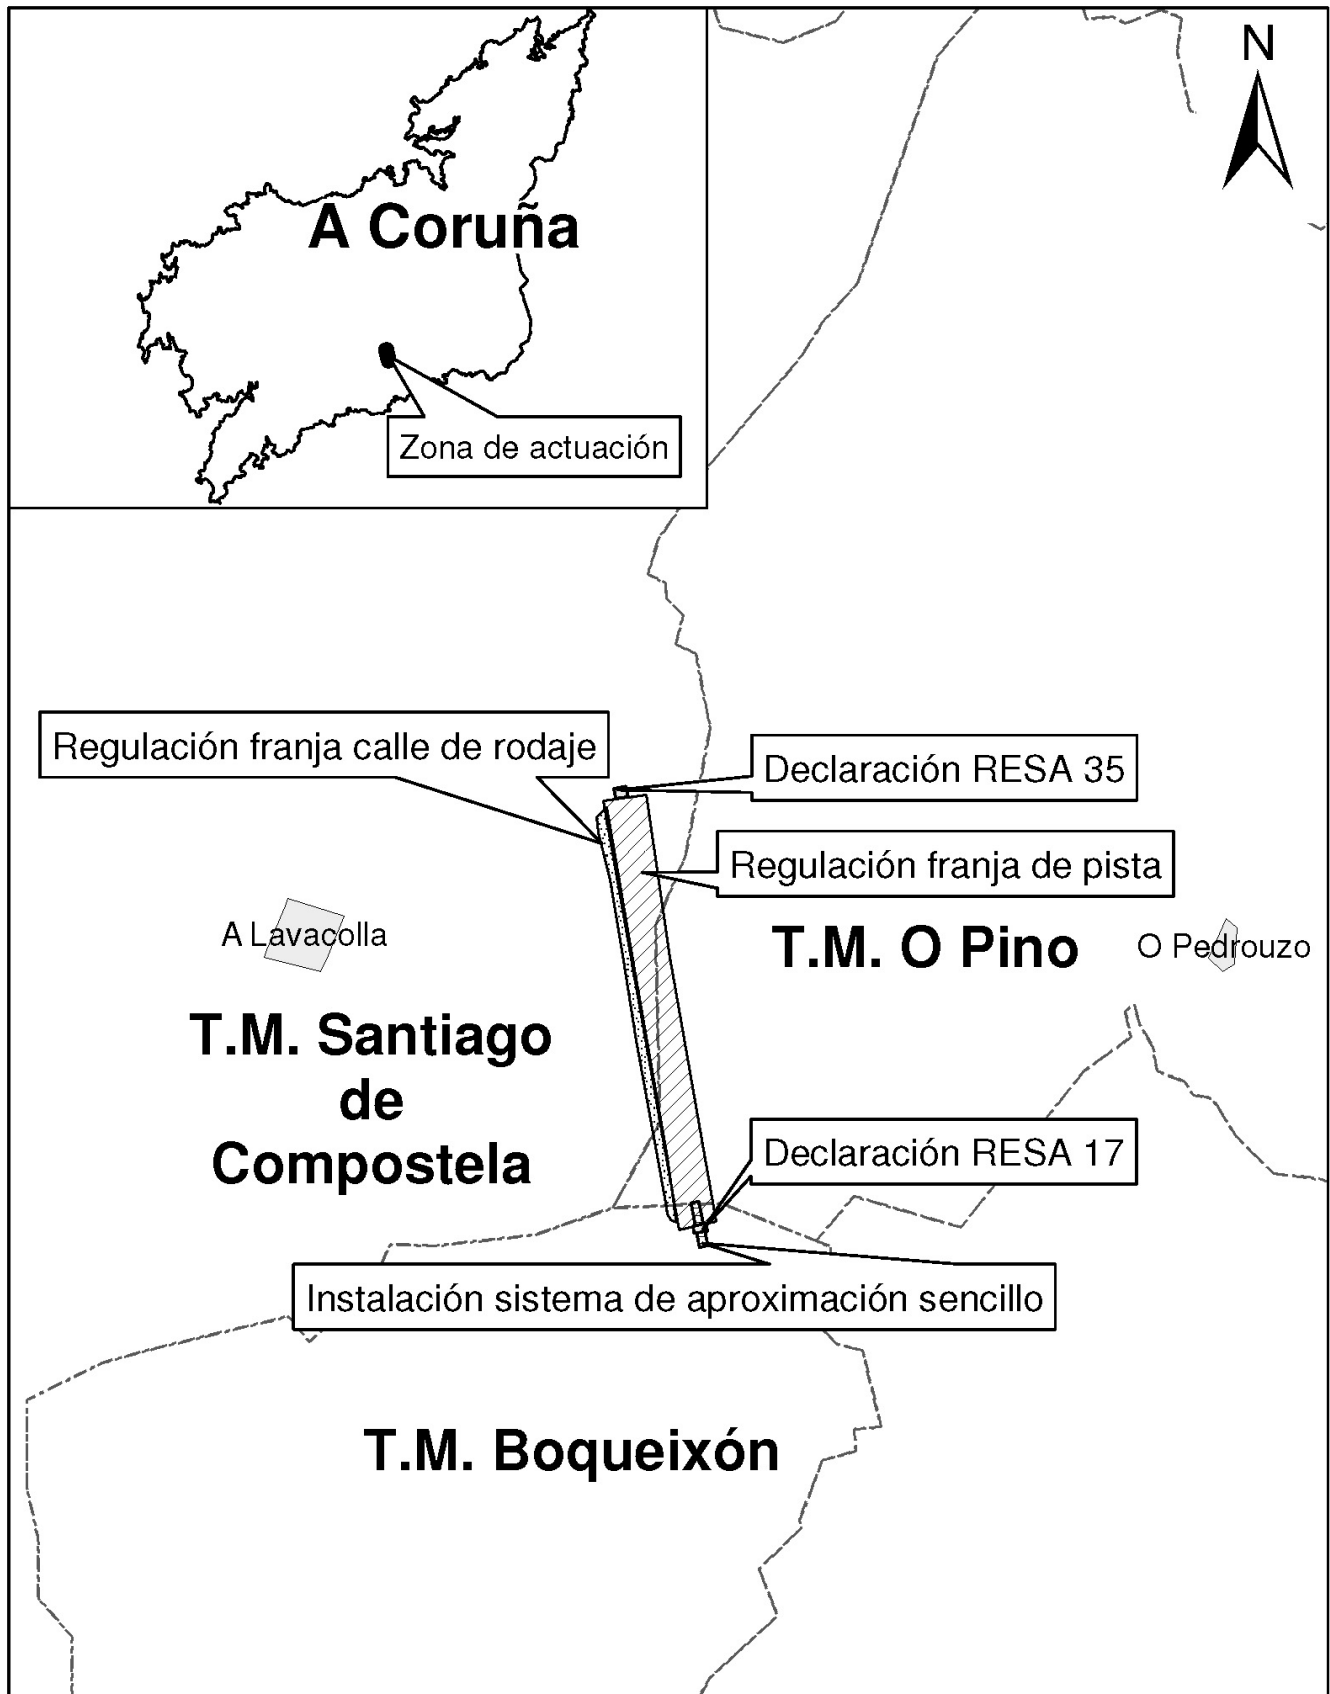 N
A Coruña
Zona de actuación
Regulación franja calle de rodaje
Declaración RESA 35
Regulación franja de pista
A Lavacolla
T.M. O Pino
O Pedrouzo
T.M. Santiago
de
Compostela
Declaración RESA 17
Instalación sistema de aproximación sencillo
T.M. Boqueixón